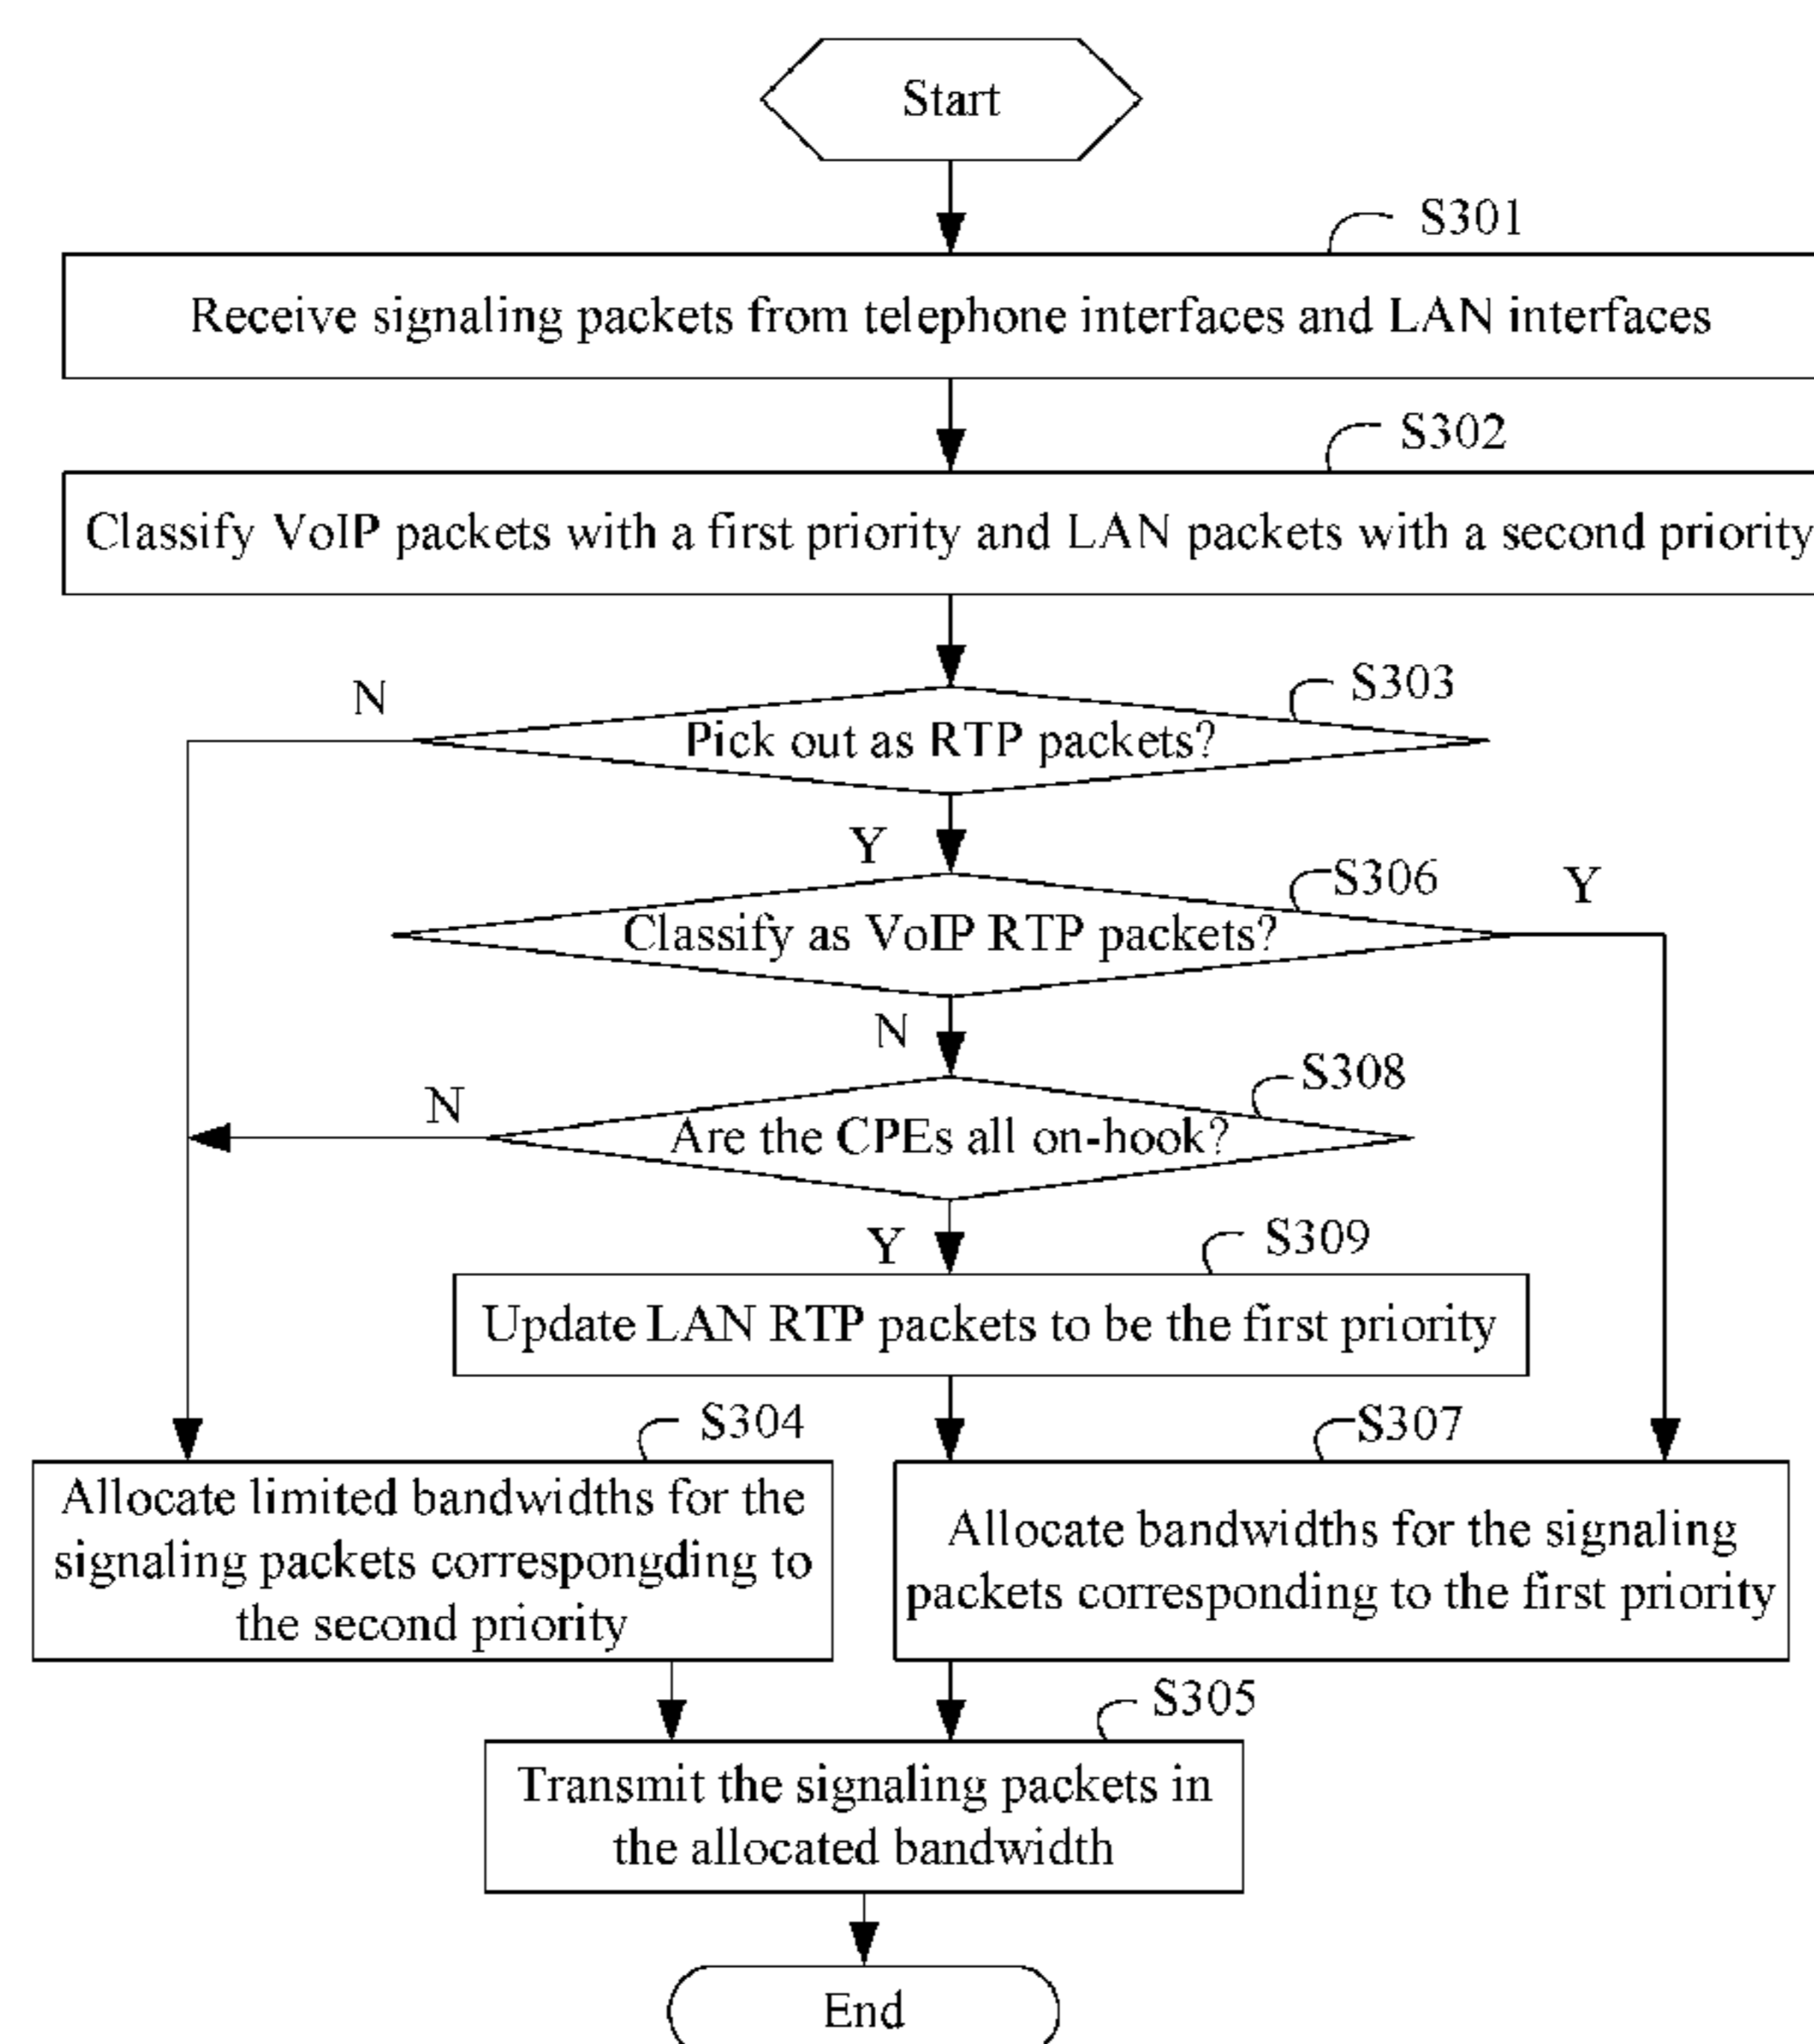 Start
S301
Receive signaling packets from telephone interfaces and LAN interfaces
S302
Classify VoIP packets with a first priority and LAN packets with a second priority
S303
N
Pick out as RTP packets?
Y
S306
Y
Classify as VoIP RTP packets?
N
S308
N
Are the CPEs all on-hook?
Y
S309
Update LAN RTP packets to be the first priority
S304
Allocate limited bandwidths for the
signaling packets correspongding to
the second priority
S307
Allocate bandwidths for the signaling
packets corresponding to the first priority
S305
Transmit the signaling packets in
the allocated bandwidth
End